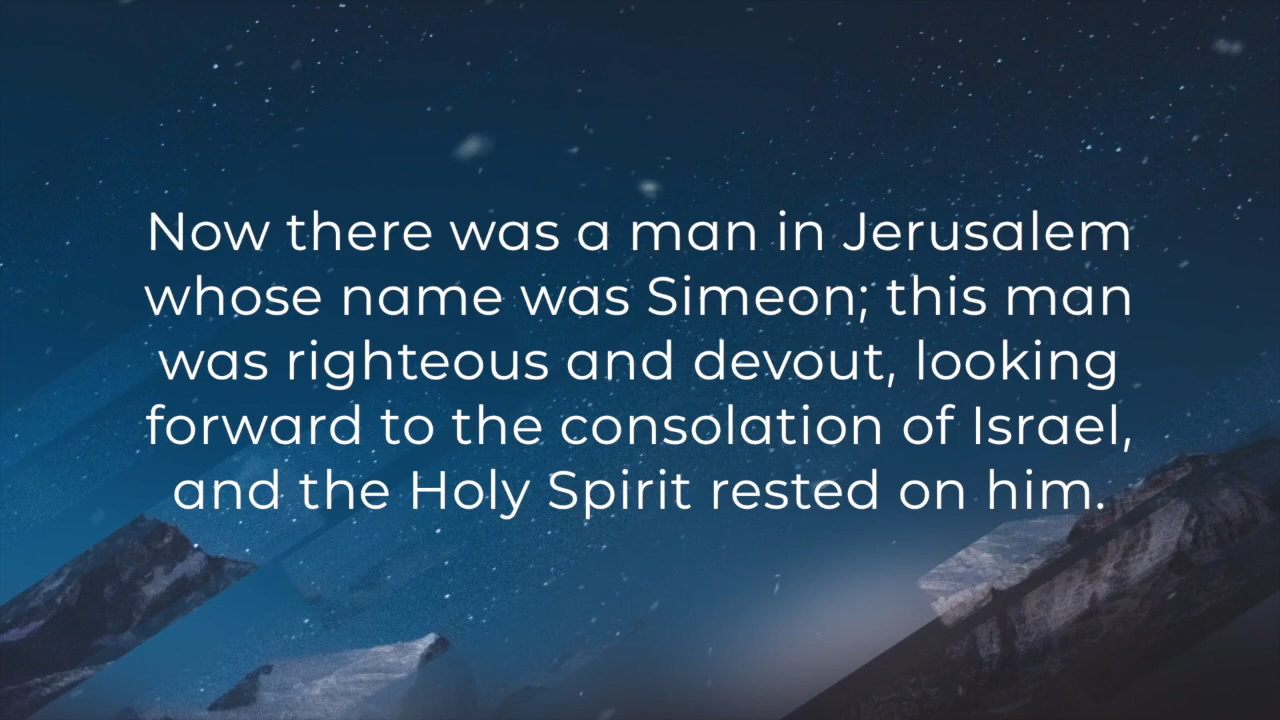 Now there was a man in Jerusalem
whose name was Simeon; this man
was righteous and devout, looking
forward to the consolation of Israel,
and the Holy Spirit rested on him.